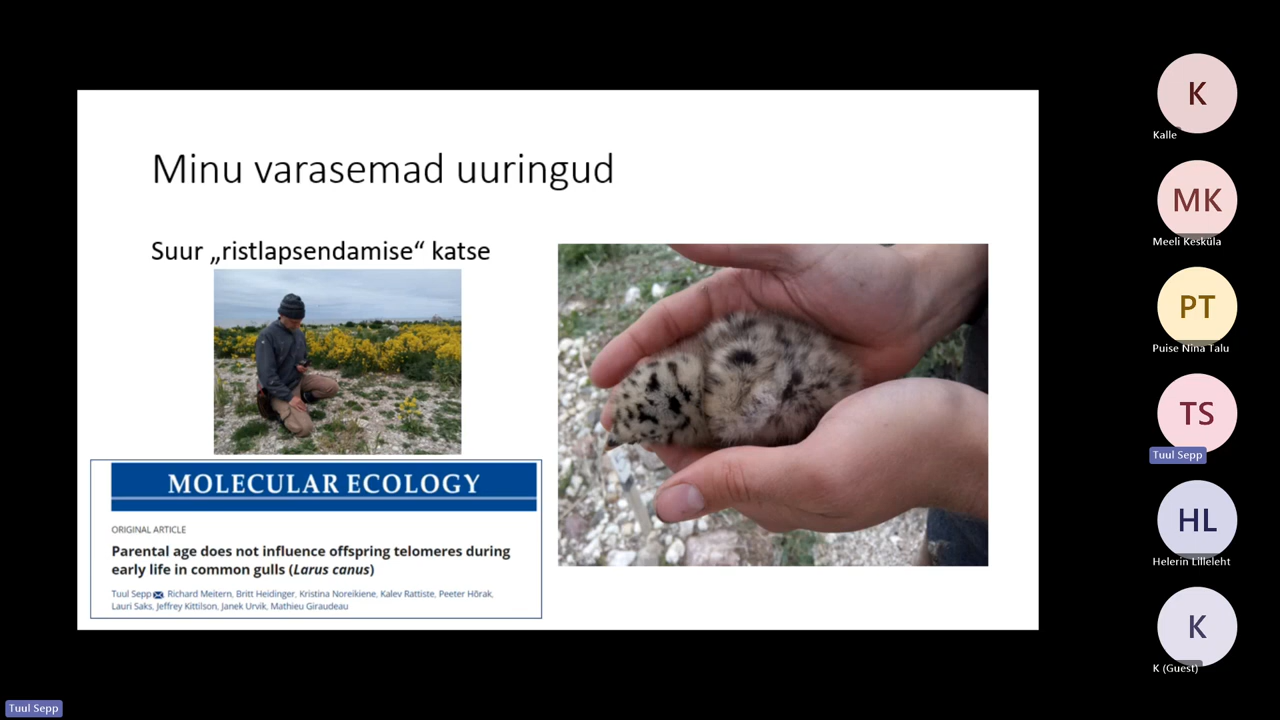 Minu varasemad uuringud
Suur „ristlapsendamise“ katse
MOLECULAR ECOLOGY
ORIGINAL ARTICLE
Parental age does not influence offspring telomeres during
early life in common gulls (Larus canus)
Tuul Sepp, Richard Meitern, Britt Heidinger, Kristina Noreikiene, Kalev Rattiste, Peeter Hõrak,
Lauri Saks, Jeffrey Kittilson, Janek Urvik, Mathieu Giraudeau
K
Kalle
MK
Meeli Kesküla
PT
Puise Nina Talu
TS
Tuul Sepp
HL
Helerin Lilleleht
K
K (Guest)
Tuul Sepp